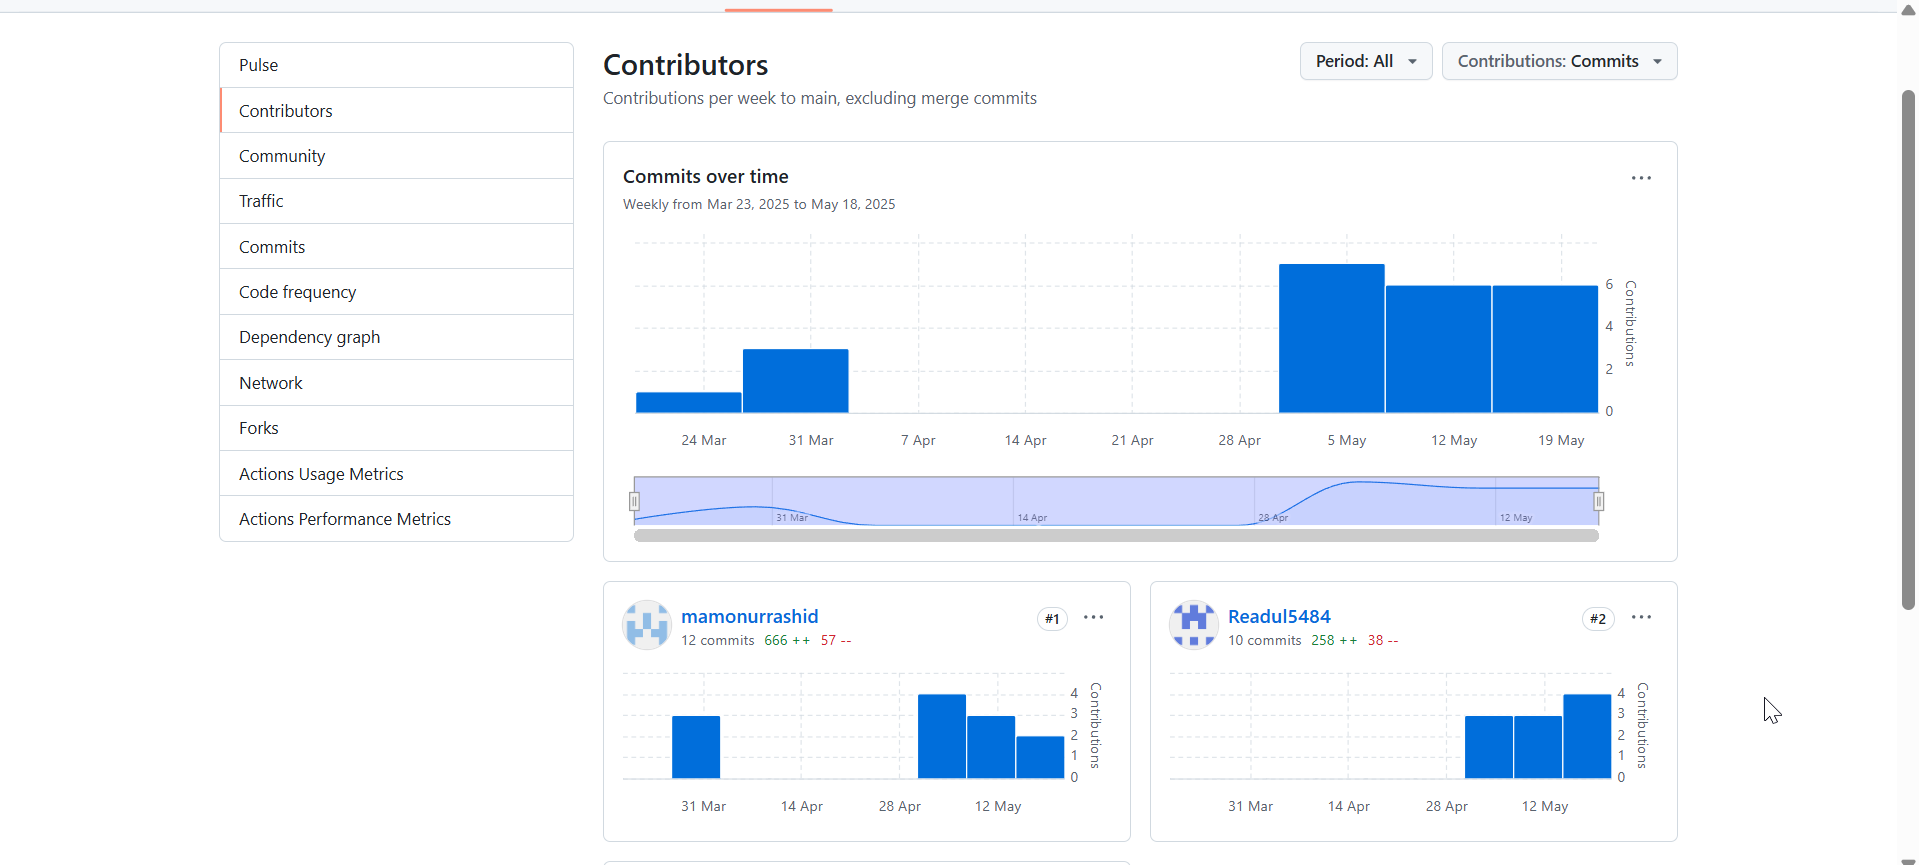 Pulse
Contributors
Community
Traffic
Commits
Code frequency
Dependency graph
Network
Forks
Actions Usage Metrics
Actions Performance Metrics
Contributors
Contributions per week to main, excluding merge commits
Period: All
Contributions: Commits
Commits over time
Weekly from Mar 23, 2025 to May 18, 2025
6
4
2
0
Contributions
24 Mar 31 Mar 7 Apr 14 Apr 21 Apr 28 Apr 5 May 12 May 19 May
31 Mar 14 Apr 28 Apr 12 May
mamonurrashid
#1
12 commits 666 ++ 57 --
4
3
2
1
0
Contributions
31 Mar 14 Apr 28 Apr 12 May
Readul5484
#2
10 commits 258 ++ 38 --
4
3
2
1
0
Contributions
31 Mar 14 Apr 28 Apr 12 May